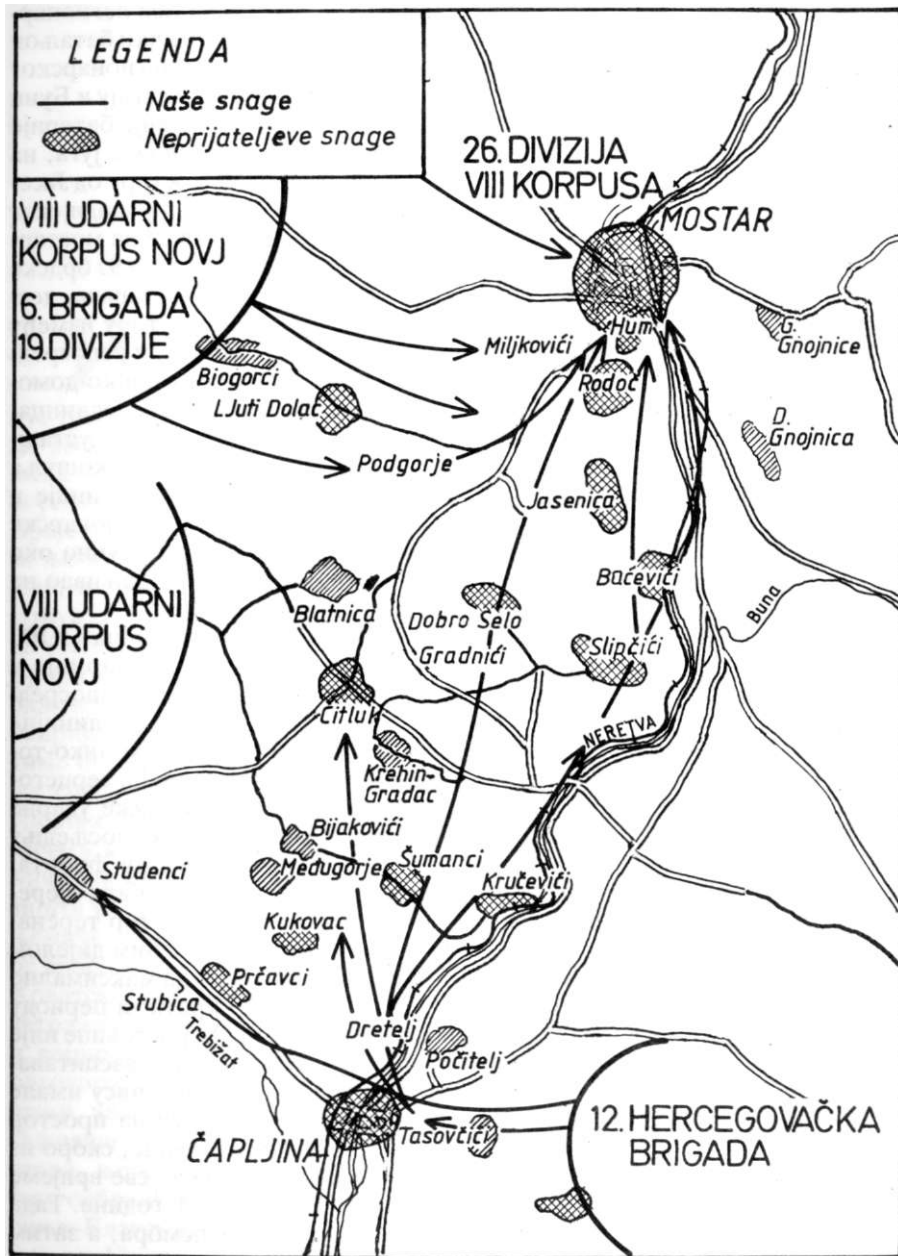 LEGENDA
Naše snage
Neprijateljeve snage
26. DIVIZIJA
VIII KORPUSA
MOSTAR
VIII UDARNI
KORPUS NOVJ
6. BRIGADA
19. DIVIZIJE
Biogorci
LJuti Dolac
Miljkovići
Hum
Rodoč
G.
Gnojnice
D.
Gnojnica
Podgorje
Jasenica
VIII UDARNI
KORPUS
NOVJ
Blatnica
Dobro Selo
Gradnići
Bačevići
Slipčići
Buna
Čitluk
Krehin-
Gradac
NERETVA
Bijakovići
Međugorje
Šumanci
Studenci
Kručevići
Kukovac
Prčavci
Stubica
Trebižat
Dretelj
Počitelj
ČAPLJINA
Tasovčići
12. HERCEGOVAČKA
BRIGADA